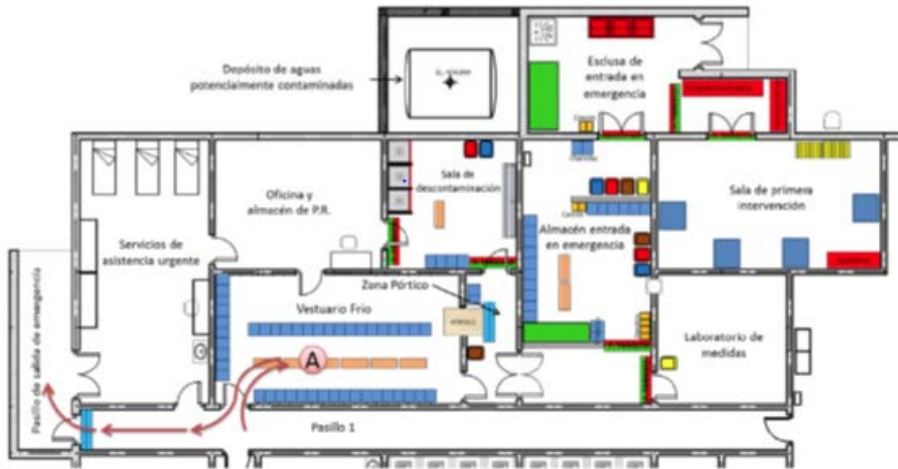 Depósito de aguas
potencialmente contaminadas
Esclusa de
entrada en
emergencia
Oficina y
almacén de P.R.
Sala de
descontaminación
Almacén entrada
en emergencia
Sala de primera
intervención
Servicios de
asistencia urgente
Zona Pórtico
Vestuario Frío
PÓRTICO
Laboratorio de
medidas
A
Pasillo de salida de emergencia
Pasillo 1